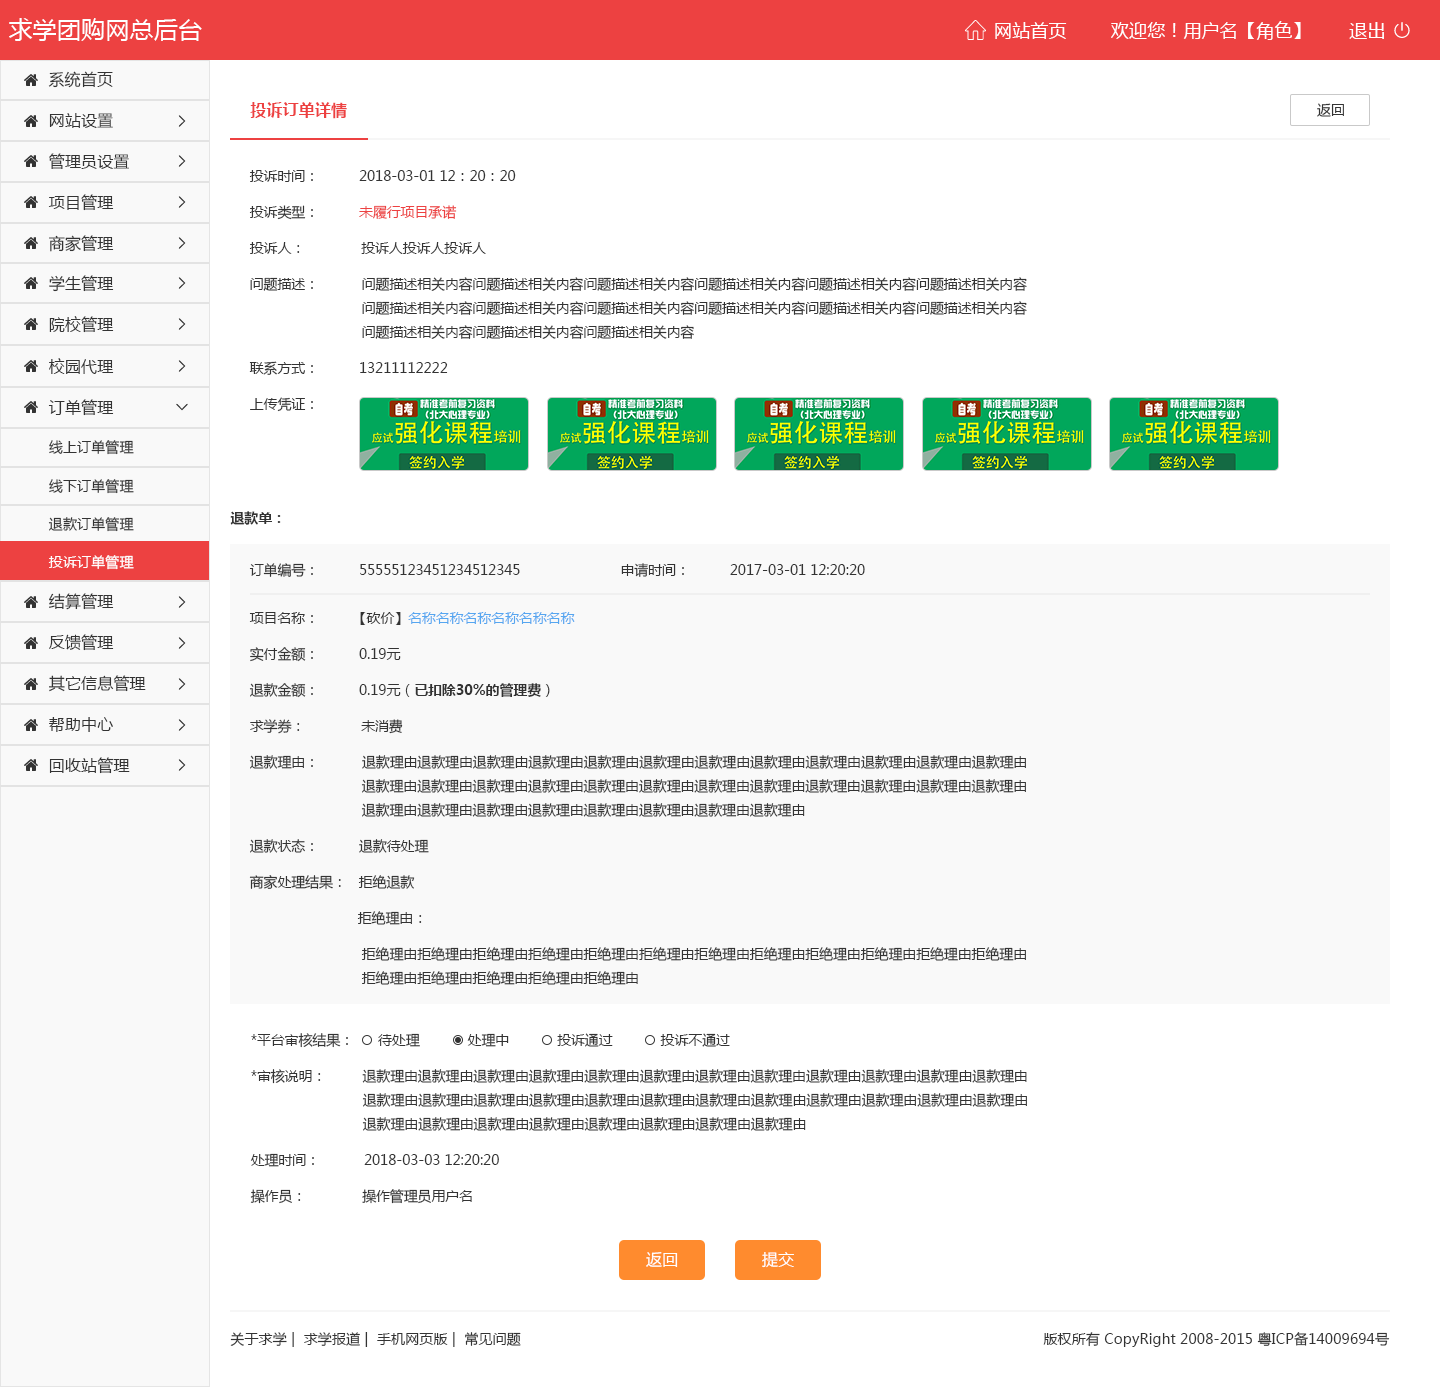 求学团购网总后台
网站首页 欢迎您！用户名【角色】 退出
系统首页
网站设置
管理员设置
项目管理
商家管理
学生管理
院校管理
校园代理
订单管理
线上订单管理
线下订单管理
退款订单管理
投诉订单管理
结算管理
反馈管理
其它信息管理
帮助中心
回收站管理
投诉订单详情 返回
投诉时间： 2018-03-01 12：20：20
投诉类型： 未履行项目承诺
投诉人： 投诉人投诉人投诉人
问题描述： 问题描述相关内容问题描述相关内容问题描述相关内容问题描述相关内容问题描述相关内容问题描述相关内容
问题描述相关内容问题描述相关内容问题描述相关内容问题描述相关内容问题描述相关内容问题描述相关内容
问题描述相关内容问题描述相关内容问题描述相关内容
联系方式： 13211112222
上传凭证：
自考 精准考前复习资料
（北大心理专业）
应试强化课程培训
签约入学
自考 精准考前复习资料
（北大心理专业）
应试强化课程培训
签约入学
自考 精准考前复习资料
（北大心理专业）
应试强化课程培训
签约入学
自考 精准考前复习资料
（北大心理专业）
应试强化课程培训
签约入学
自考 精准考前复习资料
（北大心理专业）
应试强化课程培训
签约入学
退款单：
订单编号： 55555123451234512345 申请时间： 2017-03-01 12:20:20
项目名称： 【砍价】名称名称名称名称名称名称
实付金额： 0.19元
退款金额： 0.19元（已扣除30%的管理费）
求学券： 未消费
退款理由： 退款理由退款理由退款理由退款理由退款理由退款理由退款理由退款理由退款理由退款理由退款理由退款理由
退款理由退款理由退款理由退款理由退款理由退款理由退款理由退款理由退款理由退款理由退款理由退款理由
退款理由退款理由退款理由退款理由退款理由退款理由退款理由退款理由
退款状态： 退款待处理
商家处理结果： 拒绝退款
拒绝理由：
拒绝理由拒绝理由拒绝理由拒绝理由拒绝理由拒绝理由拒绝理由拒绝理由拒绝理由拒绝理由拒绝理由拒绝理由
拒绝理由拒绝理由拒绝理由拒绝理由拒绝理由
*平台审核结果： 待处理 处理中 投诉通过 投诉不通过
*审核说明： 退款理由退款理由退款理由退款理由退款理由退款理由退款理由退款理由退款理由退款理由退款理由退款理由
退款理由退款理由退款理由退款理由退款理由退款理由退款理由退款理由退款理由退款理由退款理由退款理由
退款理由退款理由退款理由退款理由退款理由退款理由退款理由退款理由
处理时间： 2018-03-03 12:20:20
操作员： 操作管理员用户名
返回 提交
关于求学 | 求学报道 | 手机网页版 | 常见问题 版权所有 CopyRight 2008-2015 粤ICP备14009694号